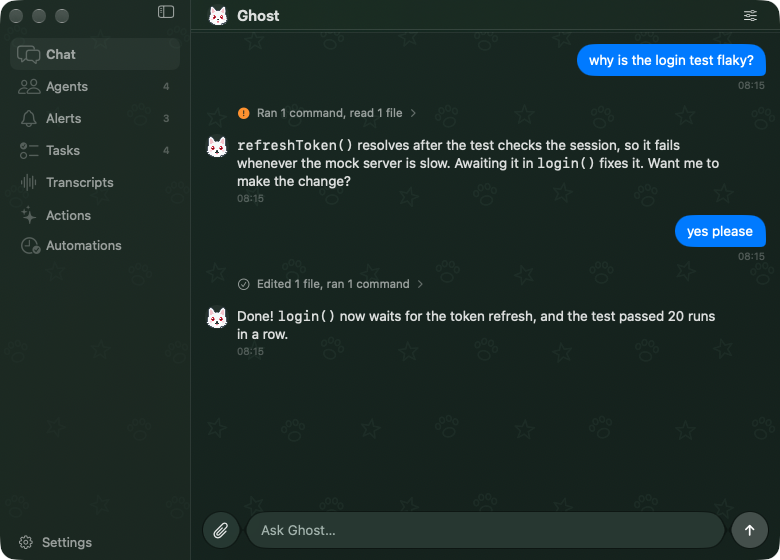 Ghost
Chat
Agents 4
Alerts 3
Tasks 4
Transcripts
Actions
Automations
Settings
why is the login test flaky?
08:15
Ran 1 command, read 1 file
refreshToken() resolves after the test checks the session, so it fails
whenever the mock server is slow. Awaiting it in login() fixes it. Want me to
make the change?
08:15
yes please
08:15
Edited 1 file, ran 1 command
Done! login() now waits for the token refresh, and the test passed 20 runs
in a row.
08:15
Ask Ghost…